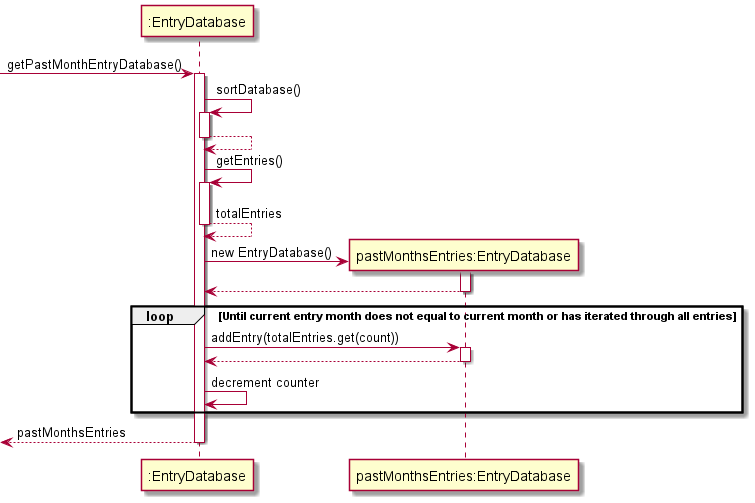 :EntryDatabase
getPastMonthEntryDatabase()
sortDatabase()
getEntries()
totalEntries
new EntryDatabase()
pastMonthsEntries:EntryDatabase
loop [Until current entry month does not equal to current month or has iterated through all entries]
addEntry(totalEntries.get(count))
decrement counter
pastMonthsEntries
:EntryDatabase pastMonthsEntries:EntryDatabase